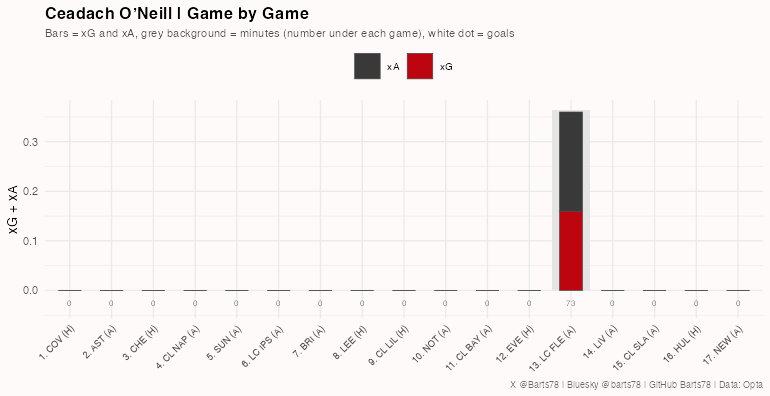 Ceadach O'Neill | Game by Game
Bars = xG and xA, grey background = minutes (number under each game), white dot = goals
xA
xG
xG + xA
0.3
0.2
0.1
0.0
0 0 0 0 0 0 0 0 0 0 0 0 73 0 0 0 0
1. COV (H)
2. AST (A)
3. CHE (H)
4. CL NAP (A)
5. SUN (A)
6. LC IPS (A)
7. BRI (A)
8. LEE (H)
9. CL LIL (H)
10. NOT (A)
11. CL BAY (A)
12. EVE (H)
13. LC FLE (A)
14. LIV (A)
15. CL SLA (A)
16. HUL (H)
17. NEW (A)
X @Barts78 | Bluesky @barts78 | GitHub Barts78 | Data: Opta